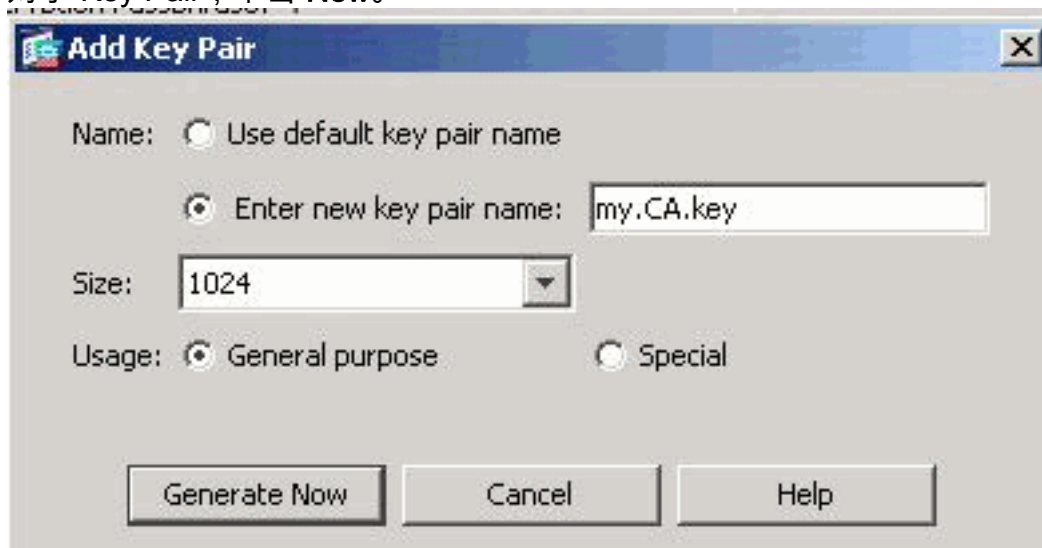 Add Key Pair
Name: Use default key pair name
Enter new key pair name: my.CA.key
Size: 1024
Usage: General purpose Special
Generate Now Cancel Help